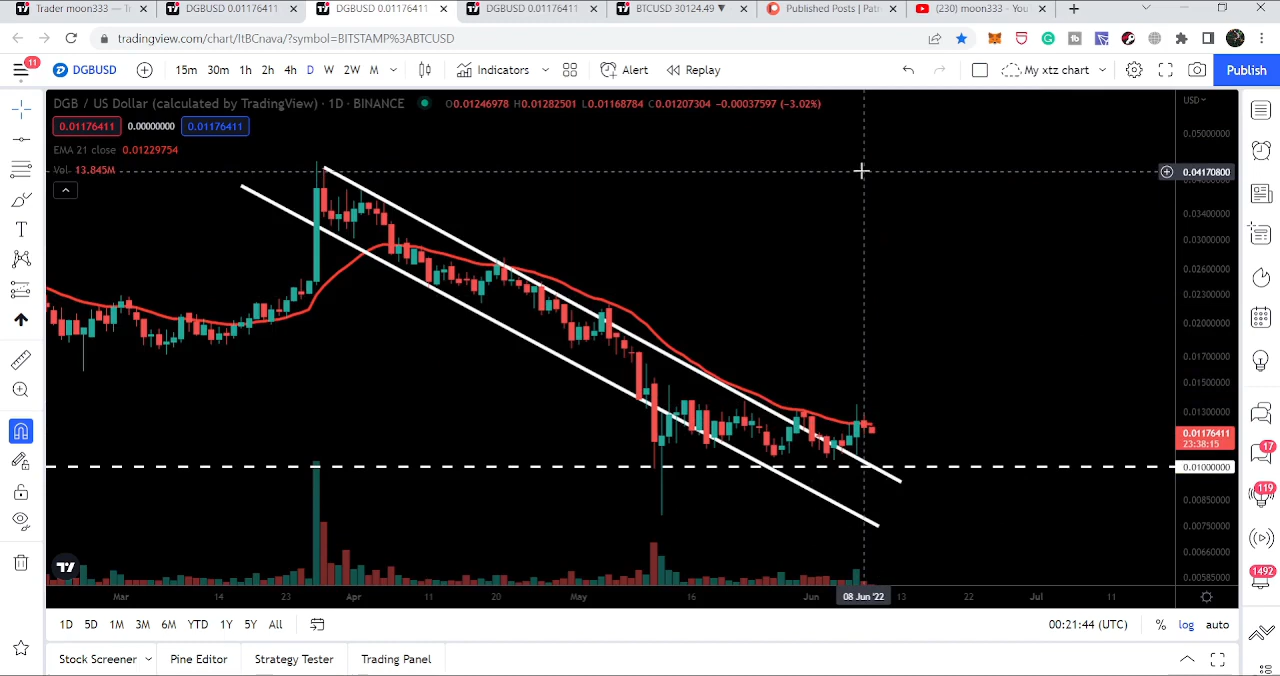 Trader moon333 — Tr
DGBUSD 0.01176411
DGBUSD 0.01176411
DGBUSD 0.01176411
BTCUSD 30124.49 ▼
Published Posts | Pat
(230) moon333 - You
tradingview.com/chart/ltBCnava/?symbol=BITSTAMP%3ABTCUSD
11
DGBUSD
15m 30m 1h 2h 4h D W 2W M
Indicators
Alert
Replay
My xtz chart
Publish
DGB / US Dollar (calculated by TradingView) · 1D · BINANCE
O0.01246978 H0.01282501 L0.01168784 C0.01207304 −0.00037597 (−3.02%)
0.01176411 0.00000000 0.01176411
EMA 21 close 0.01229754
Vol 13.845M
USD
0.05000000
0.04170800
0.03400000
0.03000000
0.02600000
0.02300000
0.02000000
0.01700000
0.01500000
0.01300000
0.01176411
23:38:15
0.01000000
0.00850000
0.00750000
0.00660000
0.00585000
17
119
1492
Mar 14 23 Apr 11 20 May 16 Jun 08 Jun '22 13 22 Jul 11
1D 5D 1M 3M 6M YTD 1Y 5Y All
00:21:44 (UTC) % log auto
Stock Screener Pine Editor Strategy Tester Trading Panel